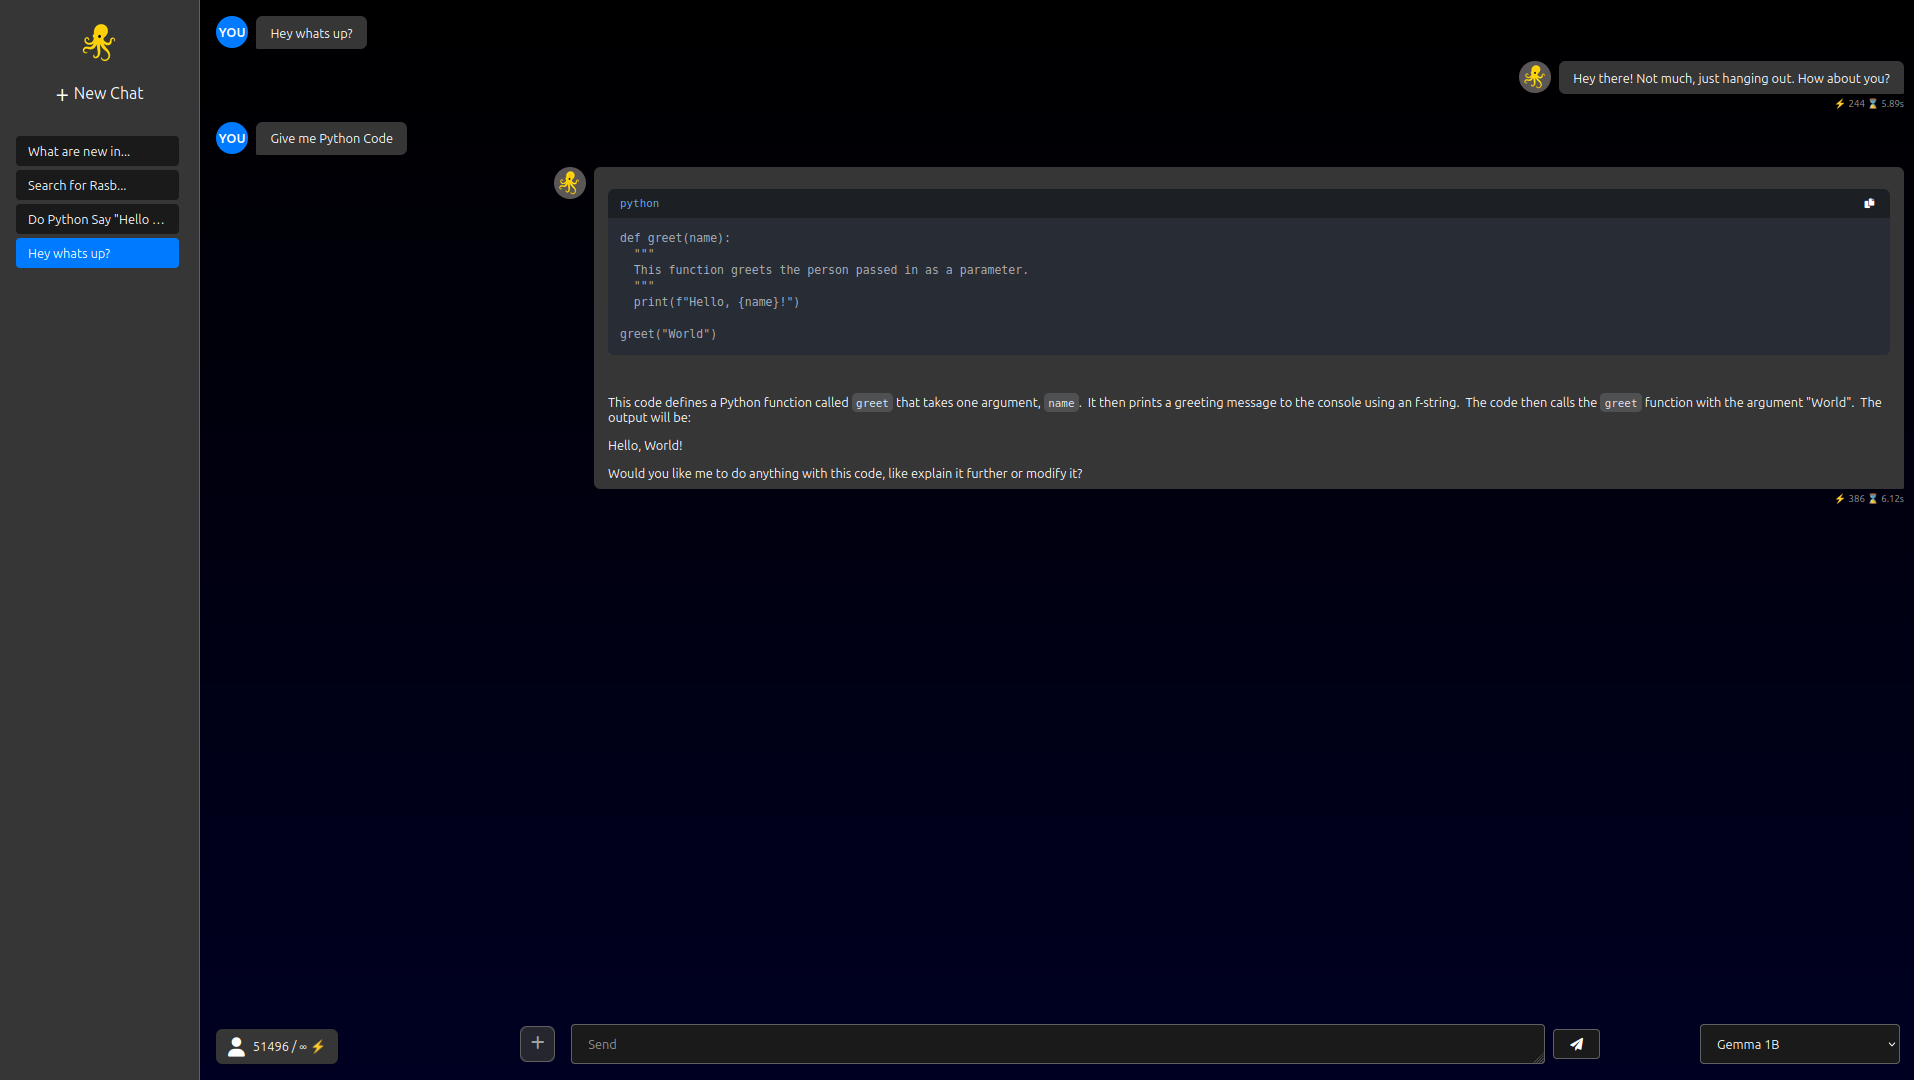 + New Chat
What are new in...
Search for Rasb...
Do Python Say "Hello ...
Hey whats up?
YOU
Hey whats up?
Hey there! Not much, just hanging out. How about you?
⚡ 244 ⌛ 5.89s
YOU
Give me Python Code
python
def greet(name):
  """
  This function greets the person passed in as a parameter.
  """
  print(f"Hello, {name}!")
greet("World")
This code defines a Python function called greet that takes one argument, name. It then prints a greeting message to the console using an f-string. The code then calls the greet function with the argument "World". The
output will be:
Hello, World!
Would you like me to do anything with this code, like explain it further or modify it?
⚡ 386 ⌛ 6.12s
51496 / ∞ ⚡
+
Send
Gemma 1B